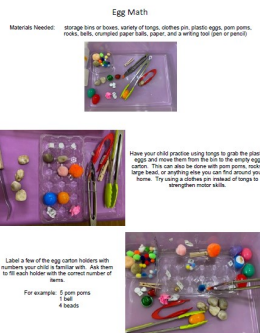 Egg Math
Materials Needed: storage bins or boxes, variety of tongs, clothes pin, plastic eggs, pom poms,
rocks, bells, crumpled paper balls, paper, and a writing tool (pen or pencil)
Have your child practice using tongs to grab the plastic
eggs and move them from the bin to the empty egg
carton. This can also be done with pom poms, rocks,
large bead, or anything else you can find around your
home. Try using a clothes pin instead of tongs to
strengthen motor skills.
Label a few of the egg carton holders with
numbers your child is familiar with. Ask them
to fill each holder with the correct number of
items.
For example: 5 pom poms
1 bell
4 beads